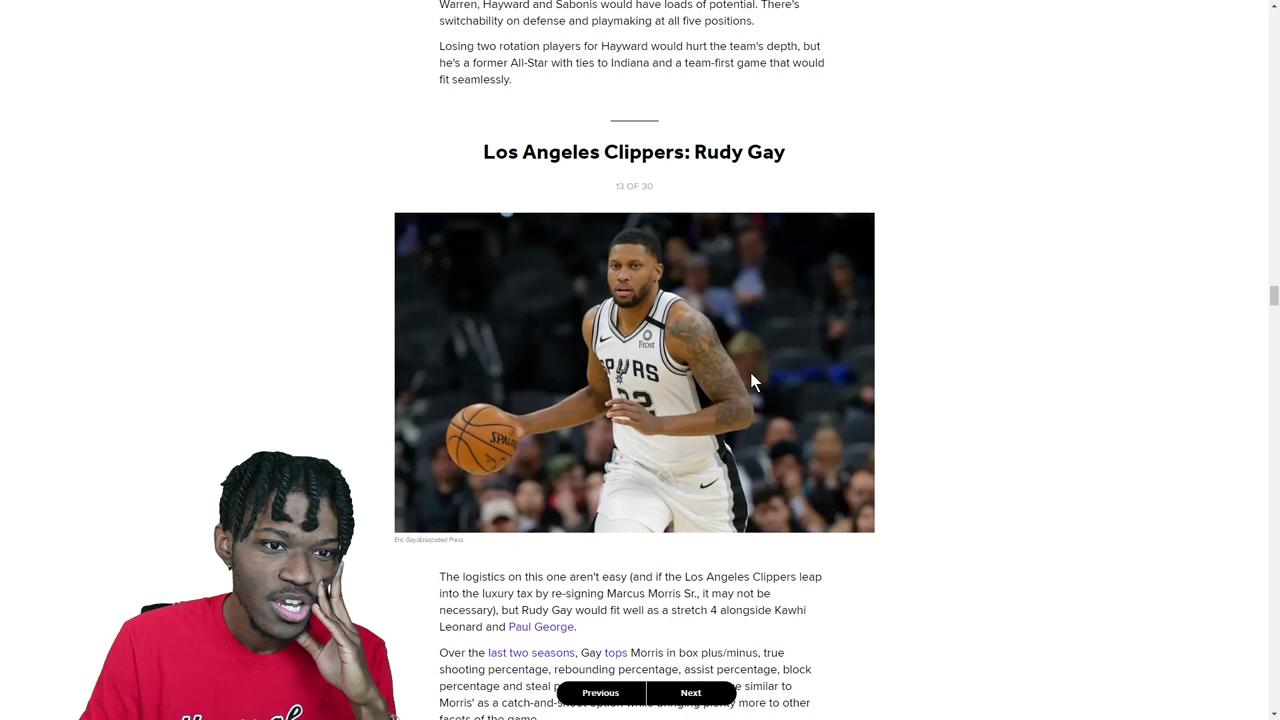 Warren, Hayward and Sabonis would have loads of potential. There's
switchability on defense and playmaking at all five positions.
Losing two rotation players for Hayward would hurt the team's depth, but
he's a former All-Star with ties to Indiana and a team-first game that would
fit seamlessly.
Los Angeles Clippers: Rudy Gay
13 OF 30
Frost
SPURS
22
SPALDING
Eric Gay/Associated Press
The logistics on this one aren't easy (and if the Los Angeles Clippers leap
into the luxury tax by re-signing Marcus Morris Sr., it may not be
necessary), but Rudy Gay would fit well as a stretch 4 alongside Kawhi
Leonard and Paul George.
Over the last two seasons, Gay tops Morris in box plus/minus, true
shooting percentage, rebounding percentage, assist percentage, block
percentage and steal
similar to
Previous
Next
Morris' as a catch-and-
plenty more to other
facets of the game.